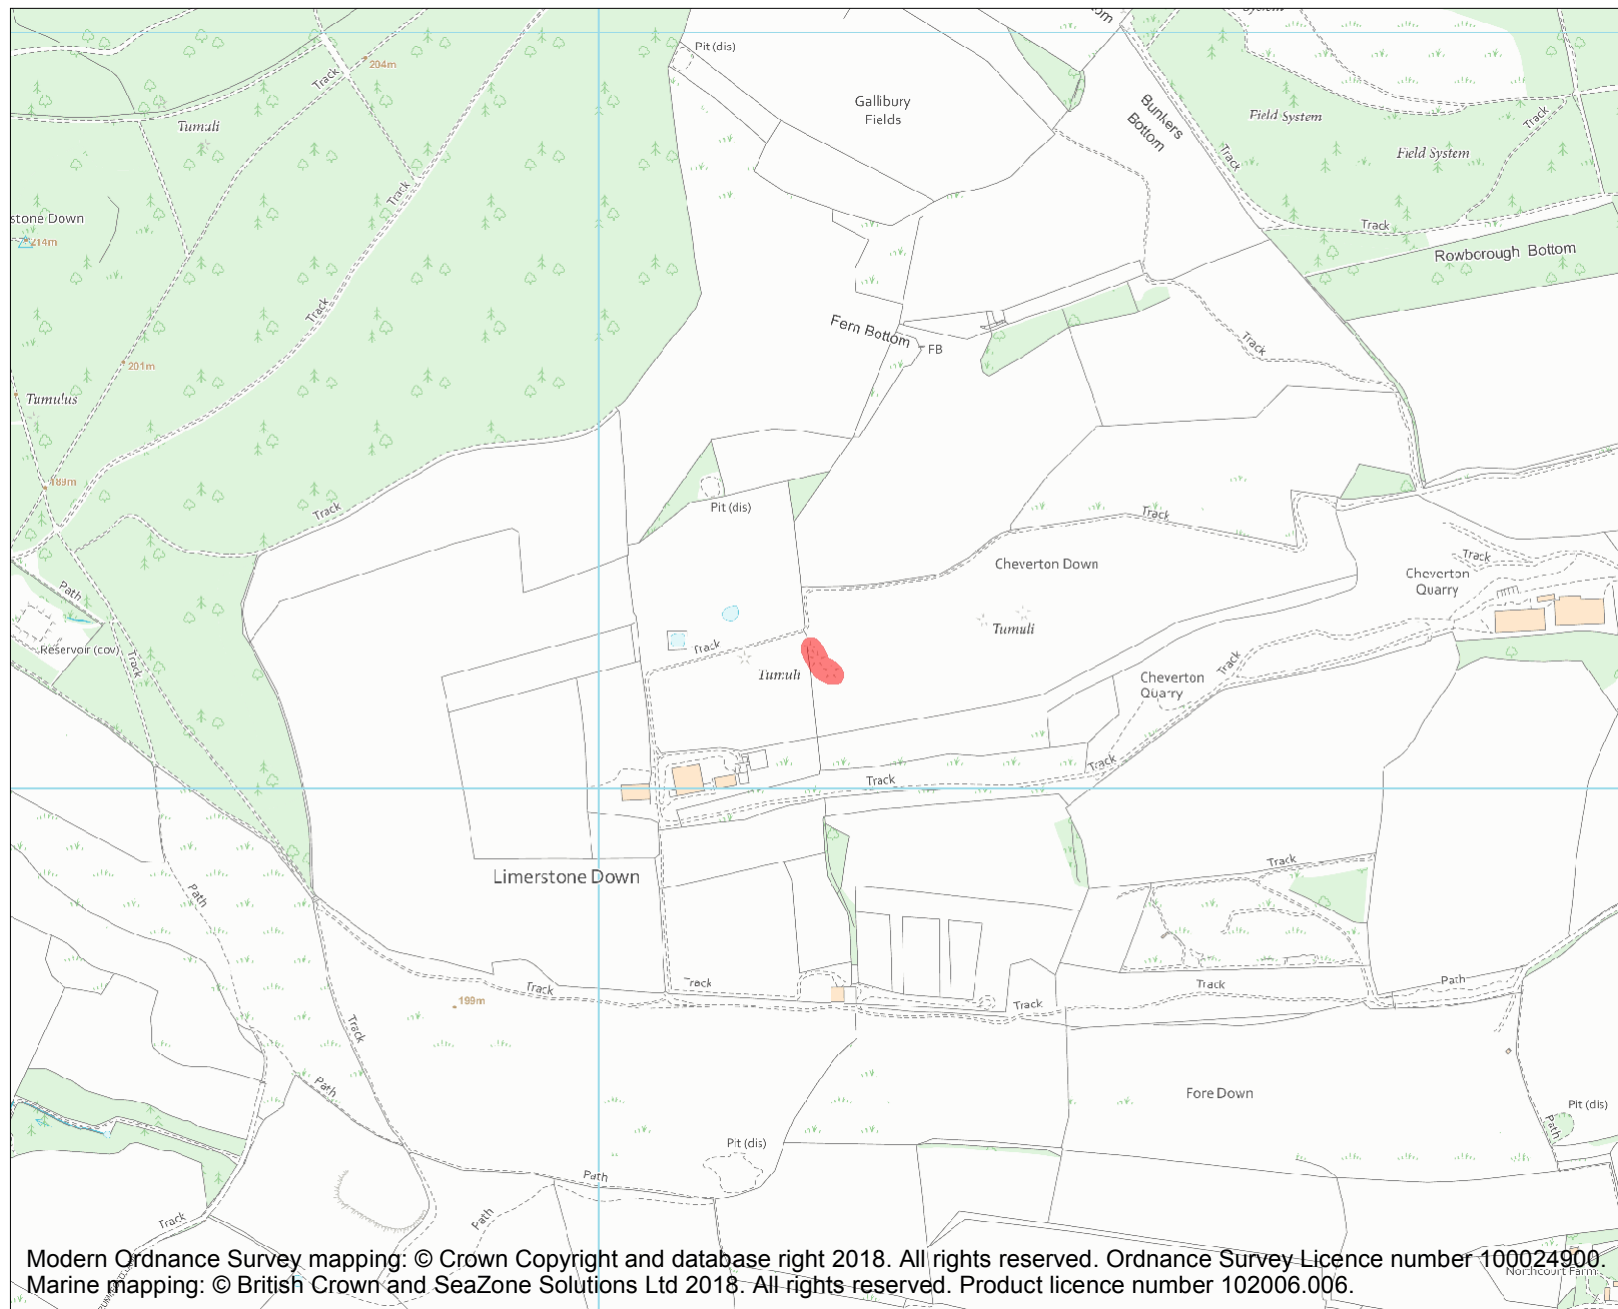 Pit (dis)
204m
Track
Gallibury
Fields
Bunkers
Bottom
Field System
Track
Tumuli
Track
Field System
Track
Track
stone Down
214m
Track
Rowborough Bottom
Track
Fern Bottom
FB
Track
201m
Tumulus
189m
Track
Pit (dis)
Track
Track
Cheverton Down
Path
Cheverton
Quarry
Tumuli
Reservoir (cov)
Track
Track
Tumuli
Track
Cheverton
Quarry
Track
Track
Limerstone Down
Track
Path
Track
Track
Track
Track
Path
199m
Track
Fore Down
Path
Pit (dis)
Path
Pit (dis)
Path
Path
Track
Modern Ordnance Survey mapping: © Crown Copyright and database right 2018. All rights reserved. Ordnance Survey Licence number 100024900.
Marine mapping: © British Crown and SeaZone Solutions Ltd 2018. All rights reserved. Product licence number 102006.006.
Northcourt Farm